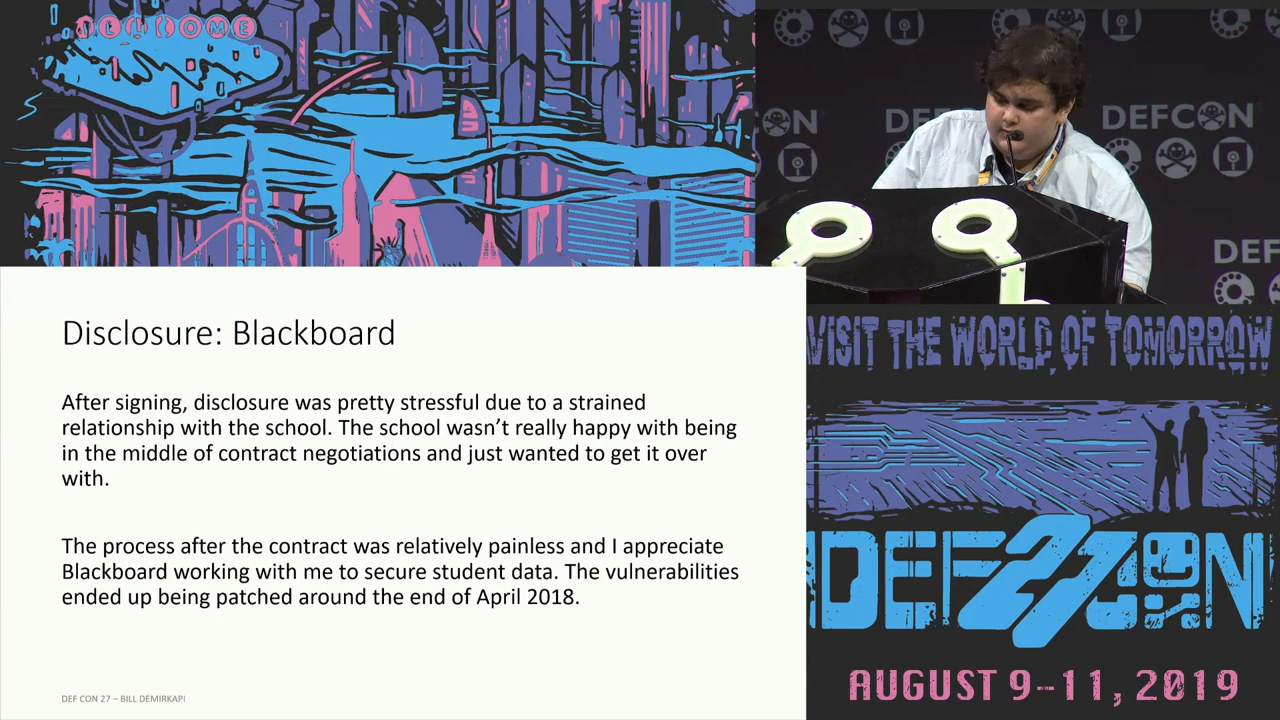 WELCOME
DEFCON
DEFCON
DEFCON
DEFCON
Disclosure: Blackboard
After signing, disclosure was pretty stressful due to a strained
relationship with the school. The school wasn’t really happy with being
in the middle of contract negotiations and just wanted to get it over
with.
The process after the contract was relatively painless and I appreciate
Blackboard working with me to secure student data. The vulnerabilities
ended up being patched around the end of April 2018.
DEF CON 27 – BILL DEMIRKAPI
VISIT THE WORLD OF TOMORROW
DEF27CON
AUGUST 9-11, 2019